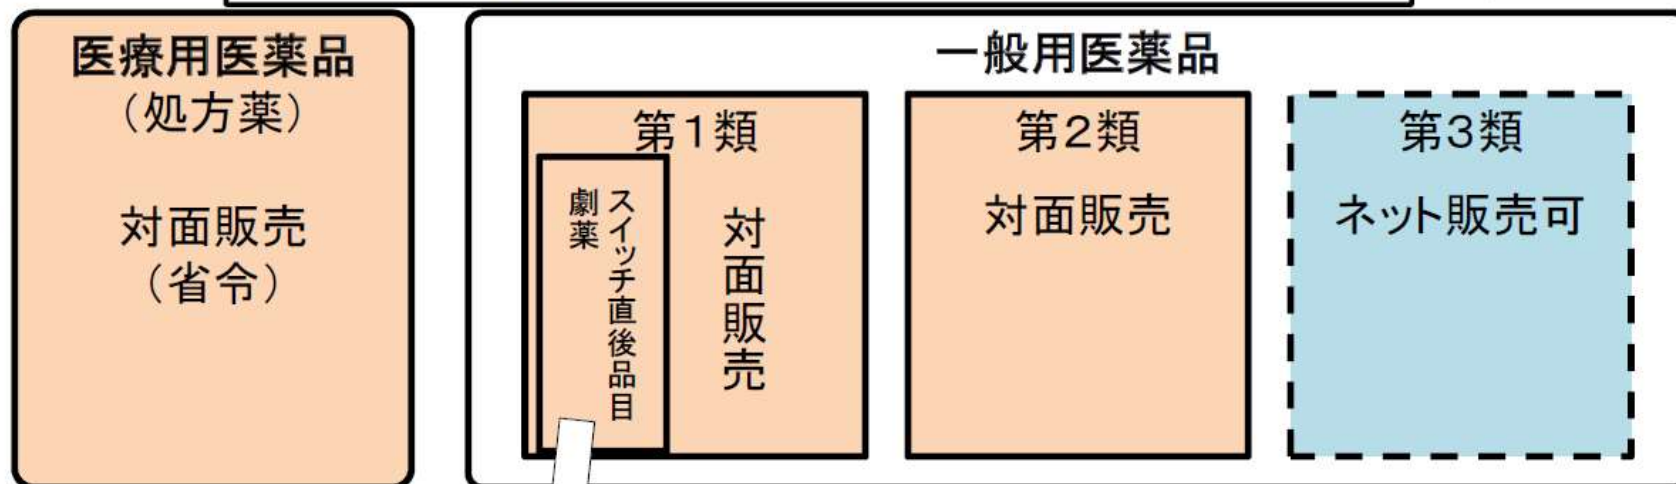 医療用医薬品
（処方薬）
対面販売
（省令）
一般用医薬品
第１類
スイッチ直後品目
劇薬
対面販売
第２類
対面販売
第３類
ネット販売可